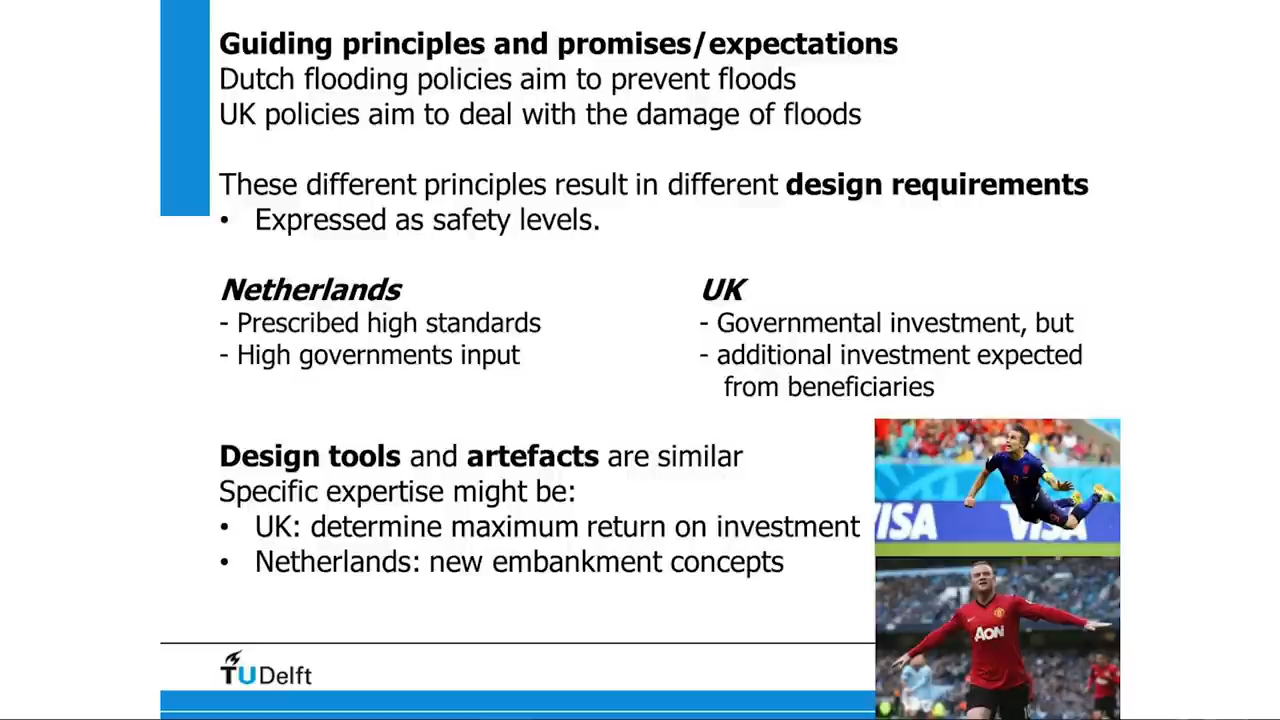 Guiding principles and promises/expectations
Dutch flooding policies aim to prevent floods
UK policies aim to deal with the damage of floods
These different principles result in different design requirements
• Expressed as safety levels.
Netherlands
- Prescribed high standards
- High governments input
UK
- Governmental investment, but
- additional investment expected
from beneficiaries
Design tools and artefacts are similar
Specific expertise might be:
• UK: determine maximum return on investment
• Netherlands: new embankment concepts
VISA VISA
AON
TU Delft